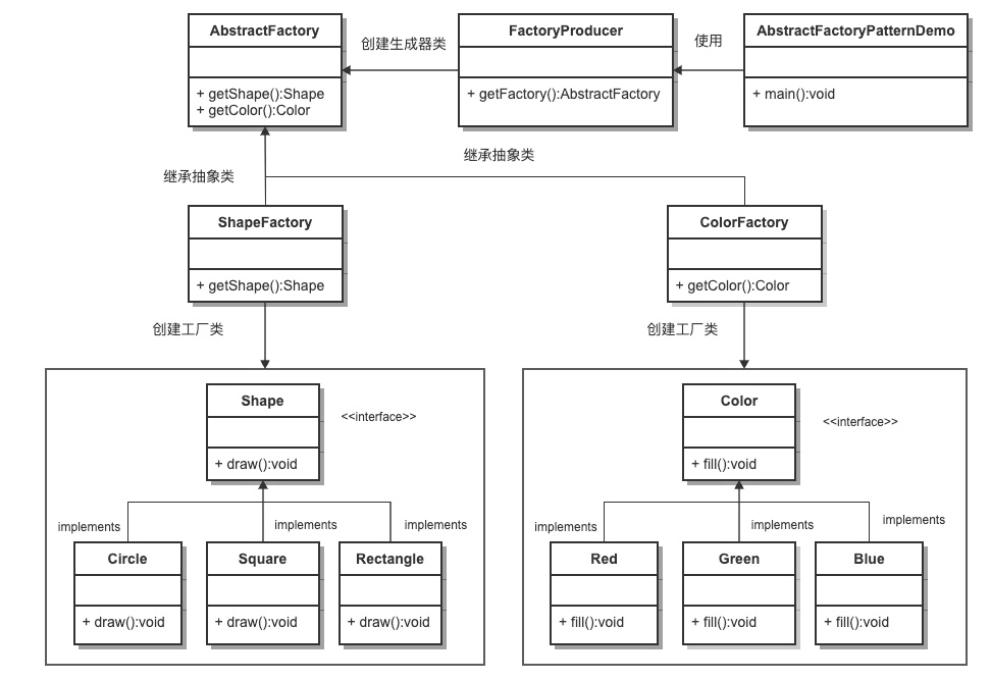 AbstractFactory
+ getShape():Shape
+ getColor():Color
创建生成器类
FactoryProducer
+ getFactory():AbstractFactory
使用
AbstractFactoryPatternDemo
+ main():void
继承抽象类
继承抽象类
ShapeFactory
+ getShape():Shape
ColorFactory
+ getColor():Color
创建工厂类
创建工厂类
Shape
<<interface>>
+ draw():void
implements
implements
implements
Circle
+ draw():void
Square
+ draw():void
Rectangle
+ draw():void
Color
<<interface>>
+ fill():void
implements
implements
implements
Red
+ fill():void
Green
+ fill():void
Blue
+ fill():void